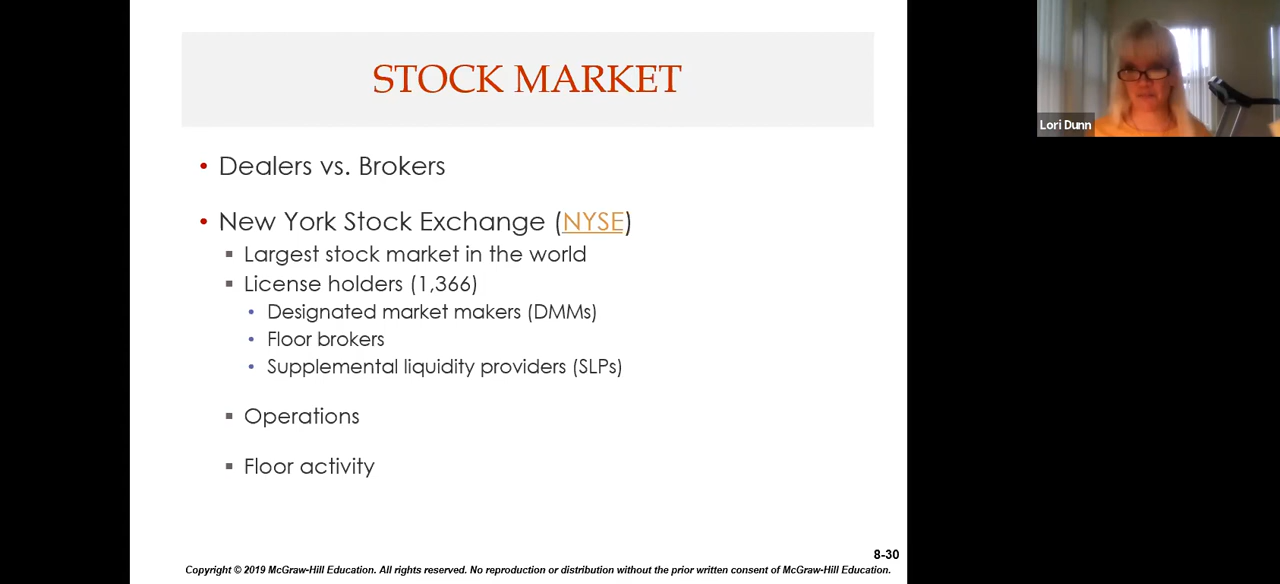 STOCK MARKET
• Dealers vs. Brokers
• New York Stock Exchange (NYSE)
▪ Largest stock market in the world
▪ License holders (1,366)
• Designated market makers (DMMs)
• Floor brokers
• Supplemental liquidity providers (SLPs)
▪ Operations
▪ Floor activity
8-30
Copyright © 2019 McGraw-Hill Education. All rights reserved. No reproduction or distribution without the prior written consent of McGraw-Hill Education.
Lori Dunn